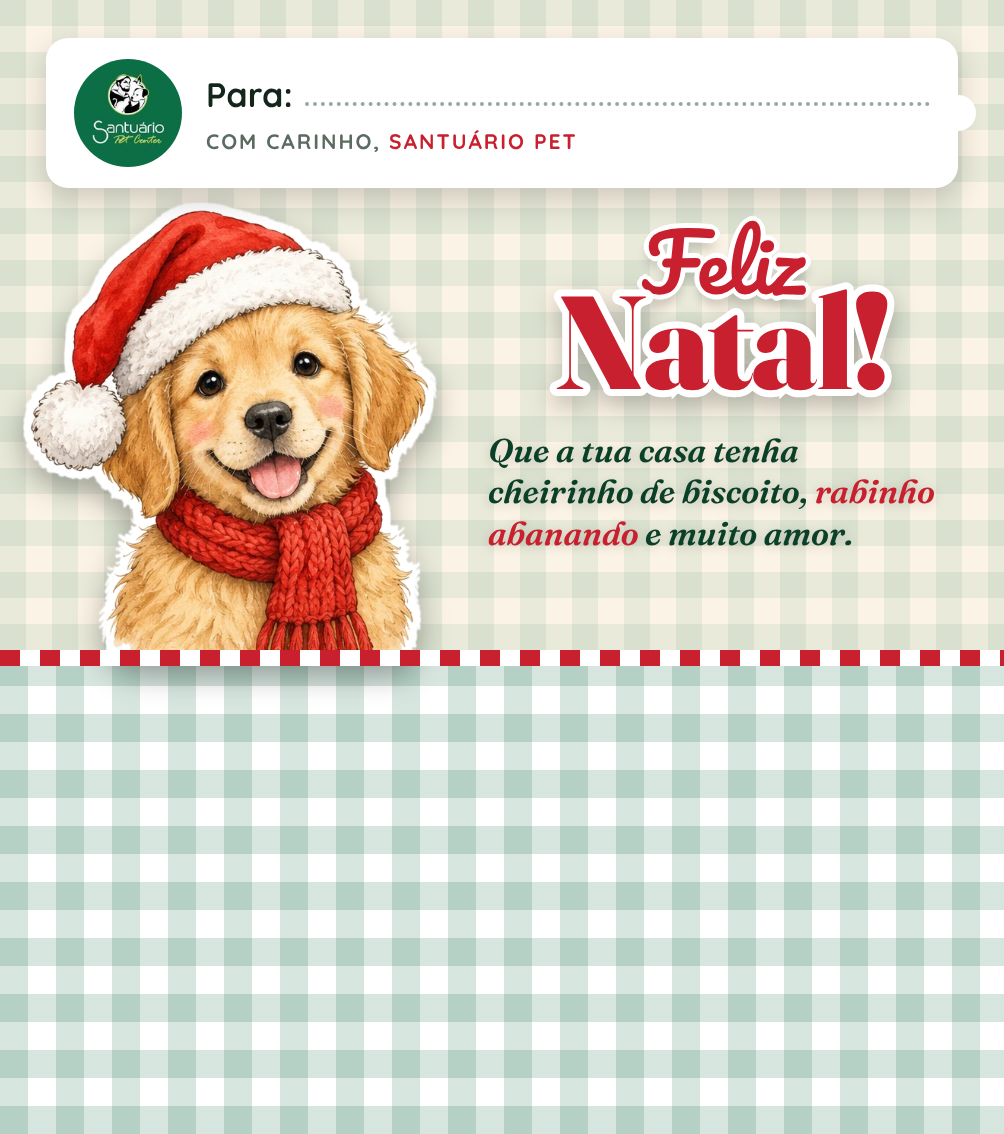 Santuário
Pet Center
Para:
COM CARINHO, SANTUÁRIO PET
Feliz
Natal!
Que a tua casa tenha
cheirinho de biscoito, rabinho
abanando e muito amor.